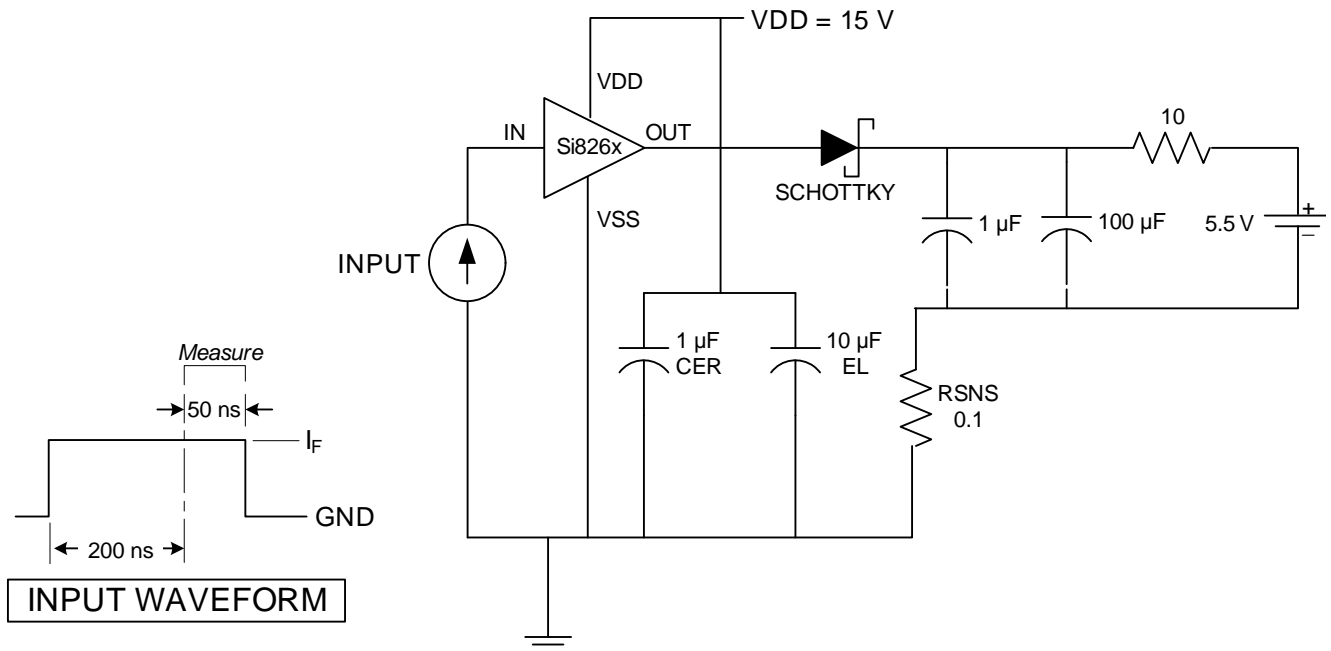 VDD = 15 V
VDD
10
IN
Si826x
OUT
SCHOTTKY
VSS
1 µF
100 µF
5.5 V
+
–
INPUT
1 µF
CER
10 µF
EL
RSNS
0.1
Measure
50 ns
IF
GND
200 ns
INPUT WAVEFORM